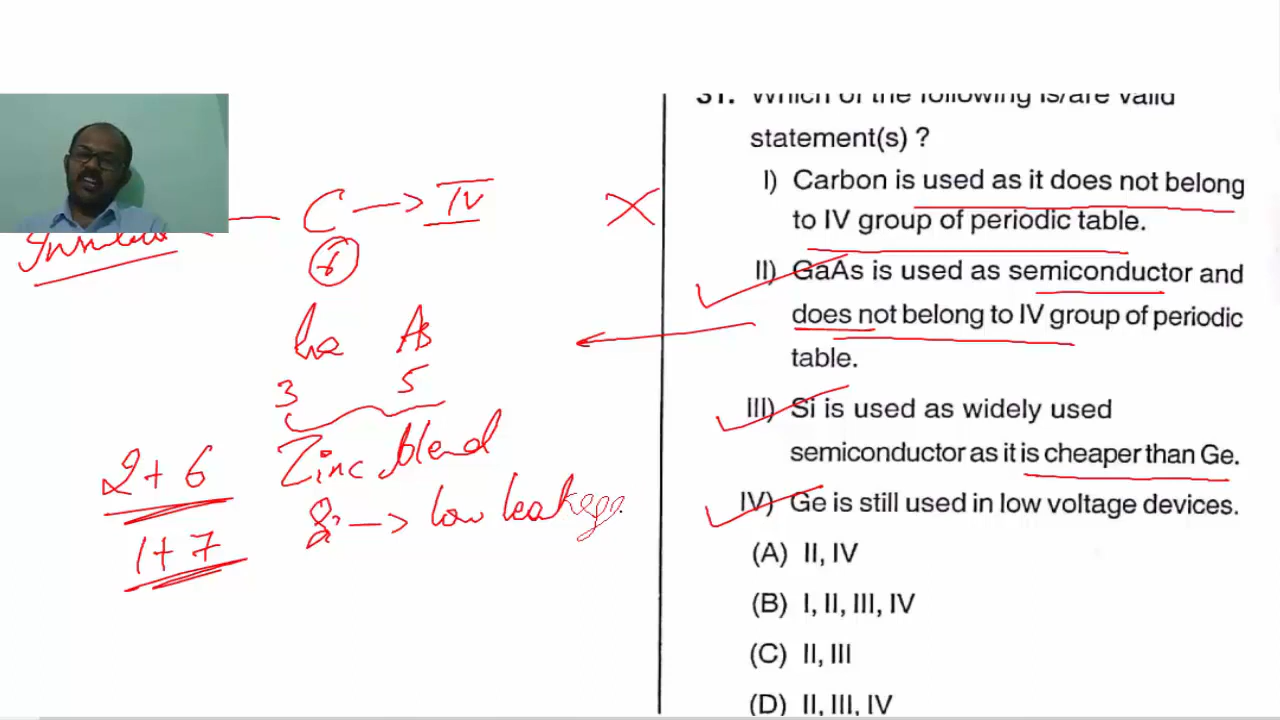 C → IV
Ga As
3 5
2+6 Zinc blend
1+7 Si → low leakage
31. Which of the following is/are valid
statement(s) ?
I) Carbon is used as it does not belong
to IV group of periodic table.
II) GaAs is used as semiconductor and
does not belong to IV group of periodic
table.
III) Si is used as widely used
semiconductor as it is cheaper than Ge.
IV) Ge is still used in low voltage devices.
(A) II, IV
(B) I, II, III, IV
(C) II, III
(D) II, III, IV